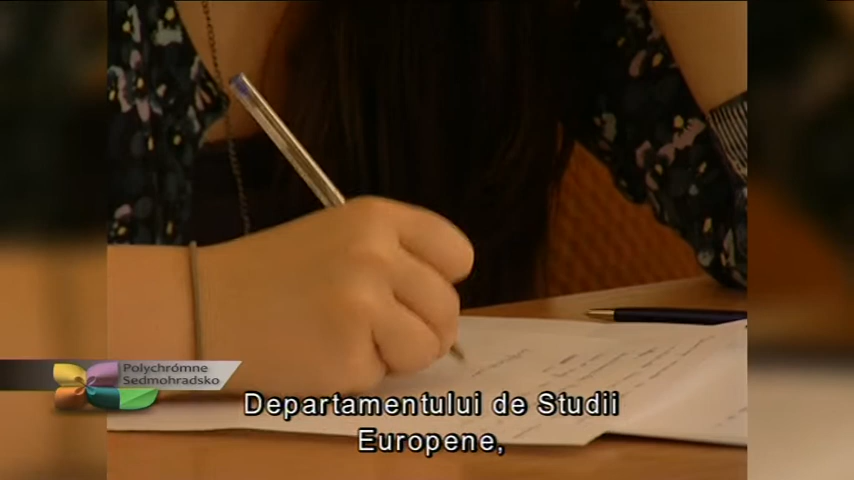 Polychrómne
Sedmohradsko
Departamentului de Studii
Europene,